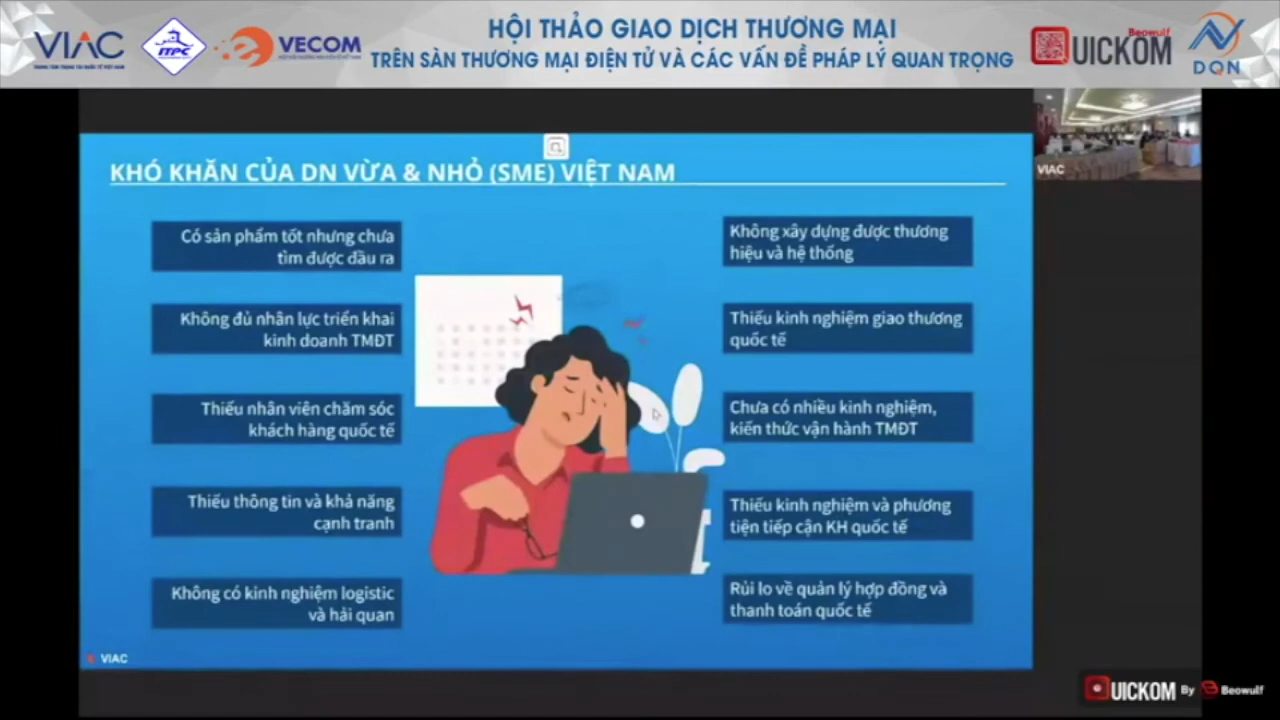 VIAC
ITPC
VECOM
HỘI THẢO GIAO DỊCH THƯƠNG MẠI
TRÊN SÀN THƯƠNG MẠI ĐIỆN TỬ VÀ CÁC VẤN ĐỀ PHÁP LÝ QUAN TRỌNG
Beowulf
QUICKOM
DQN
VIAC
KHÓ KHĂN CỦA DN VỪA & NHỎ (SME) VIỆT NAM
Có sản phẩm tốt nhưng chưa
tìm được đầu ra
Không đủ nhân lực triển khai
kinh doanh TMĐT
Thiếu nhân viên chăm sóc
khách hàng quốc tế
Thiếu thông tin và khả năng
cạnh tranh
Không có kinh nghiệm logistic
và hải quan
Không xây dựng được thương
hiệu và hệ thống
Thiếu kinh nghiệm giao thương
quốc tế
Chưa có nhiều kinh nghiệm,
kiến thức vận hành TMĐT
Thiếu kinh nghiệm và phương
tiện tiếp cận KH quốc tế
Rủi lo về quản lý hợp đồng và
thanh toán quốc tế
VIAC
QUICKOM By Beowulf